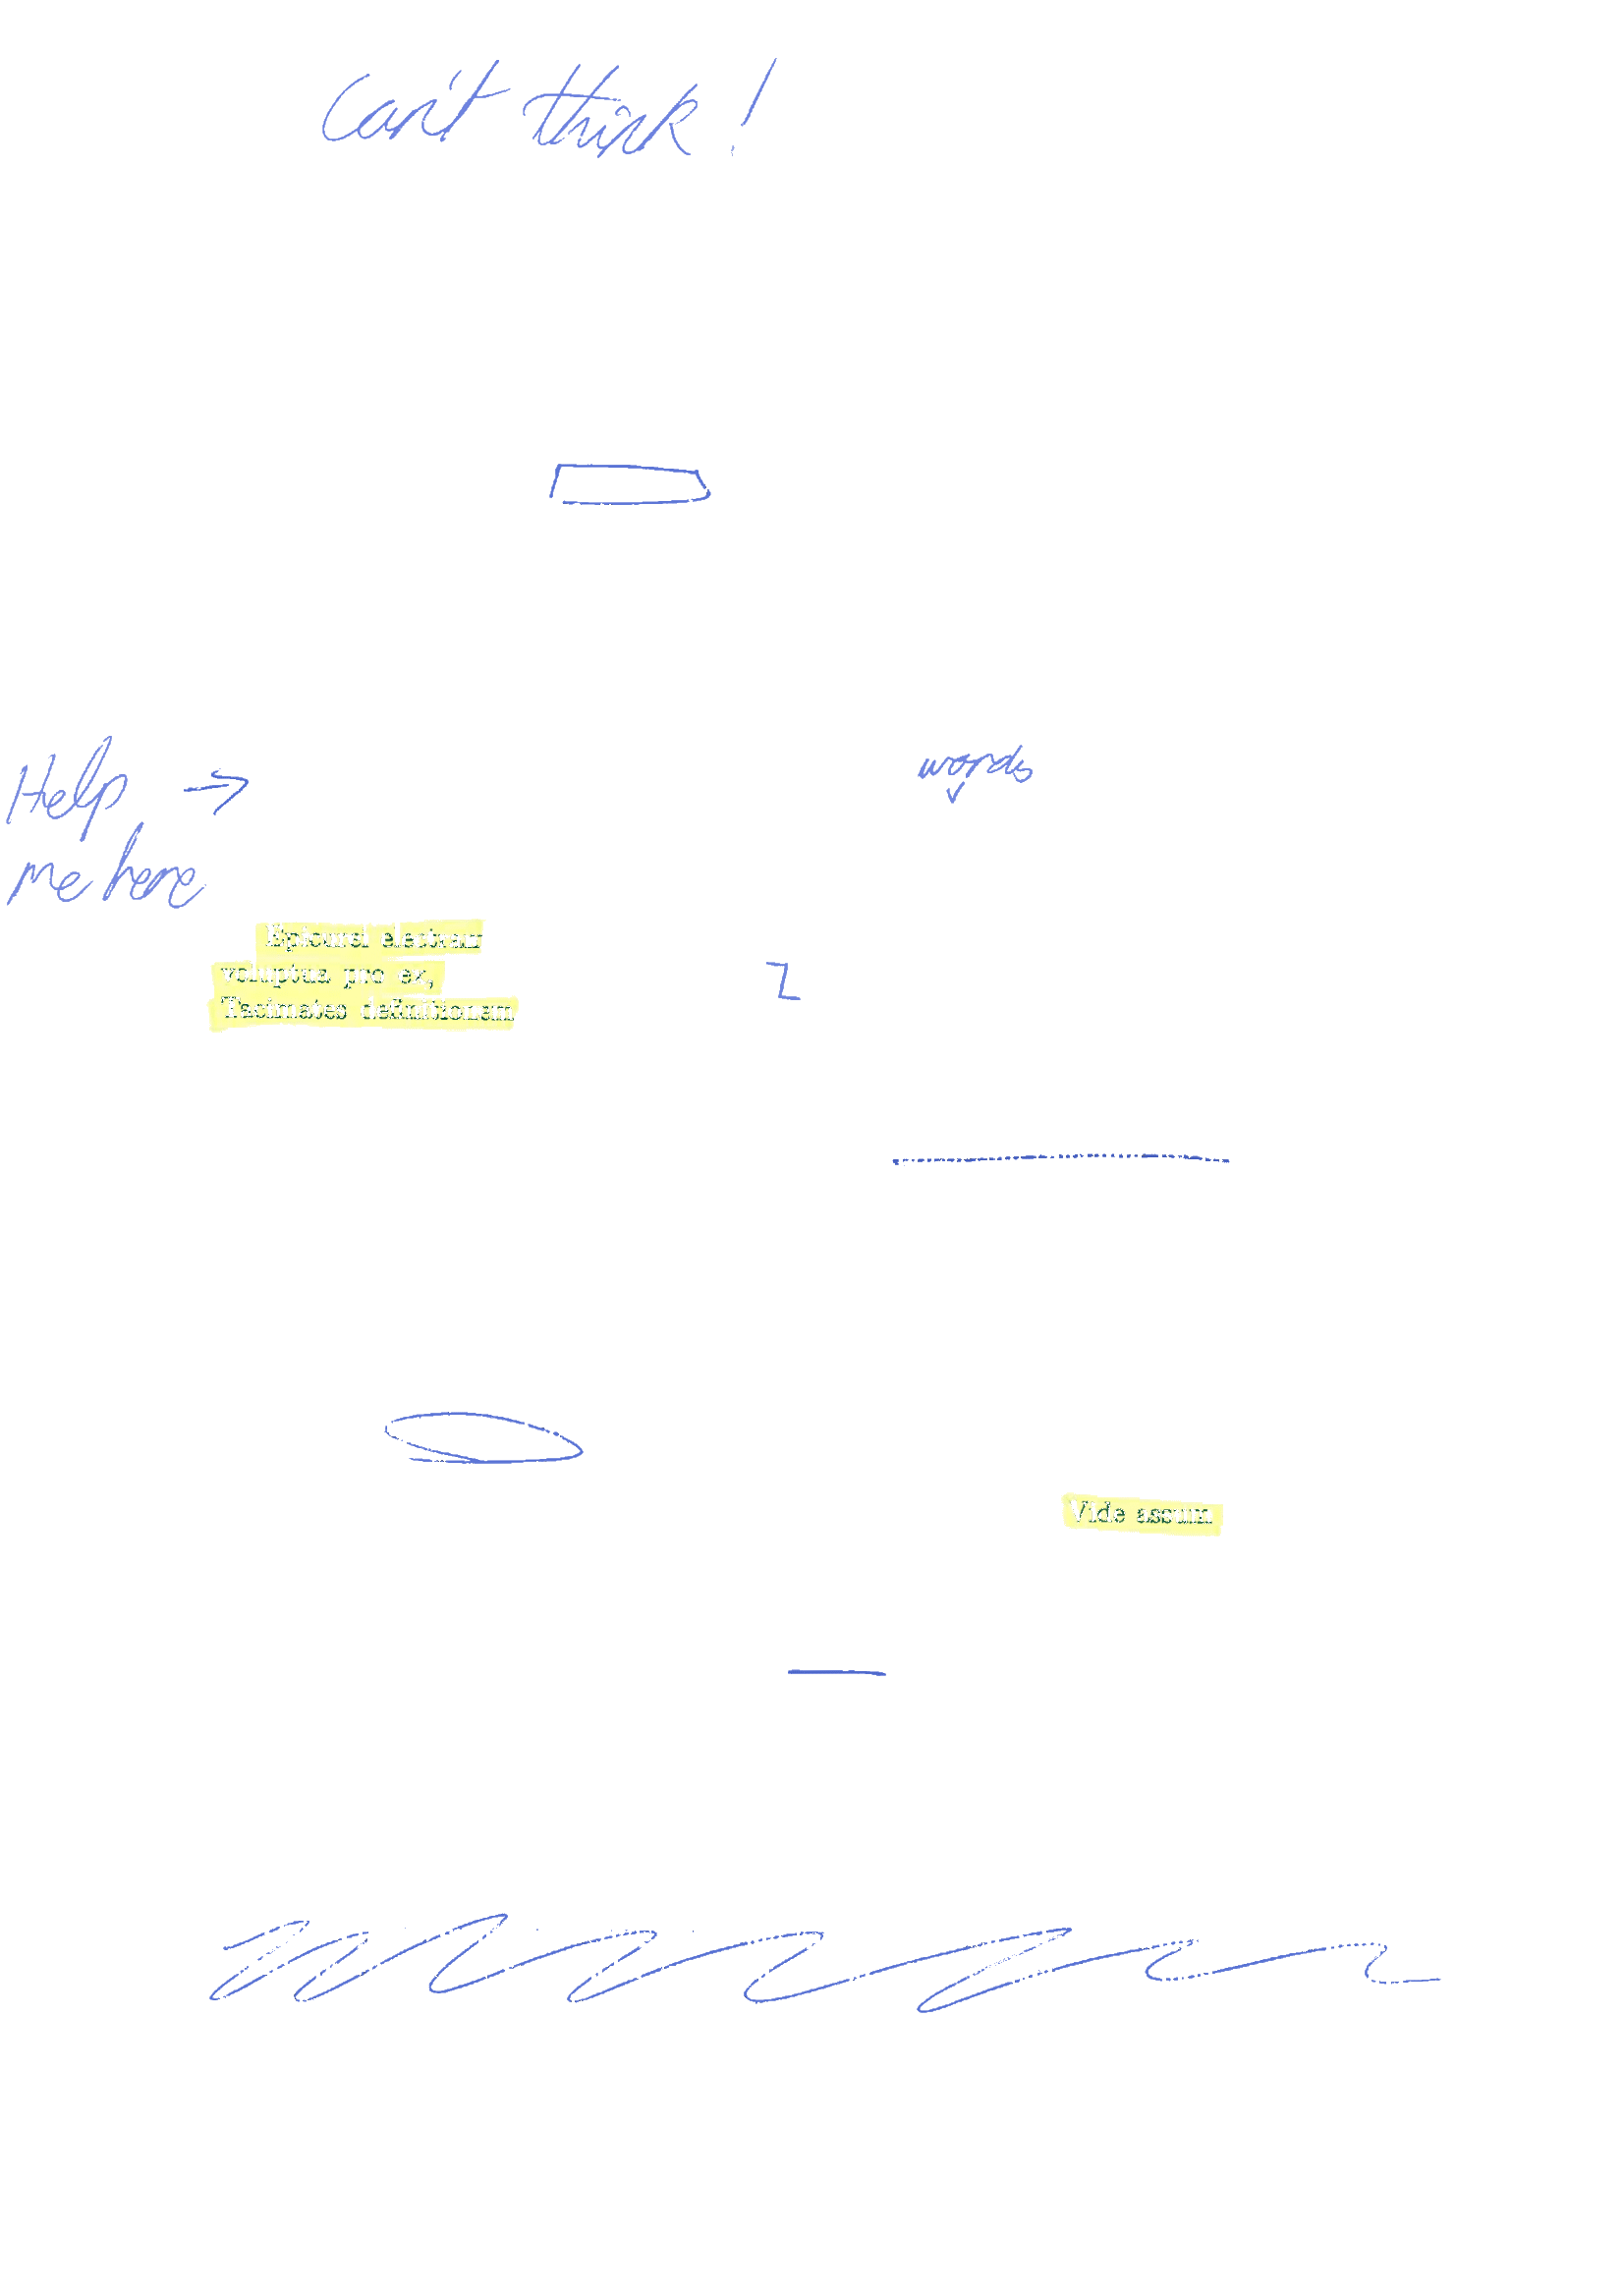 Can't think!
words
Help
me here
Epicurei electram
voluptua pro ex,
Tacimates definitionem
Vide assum